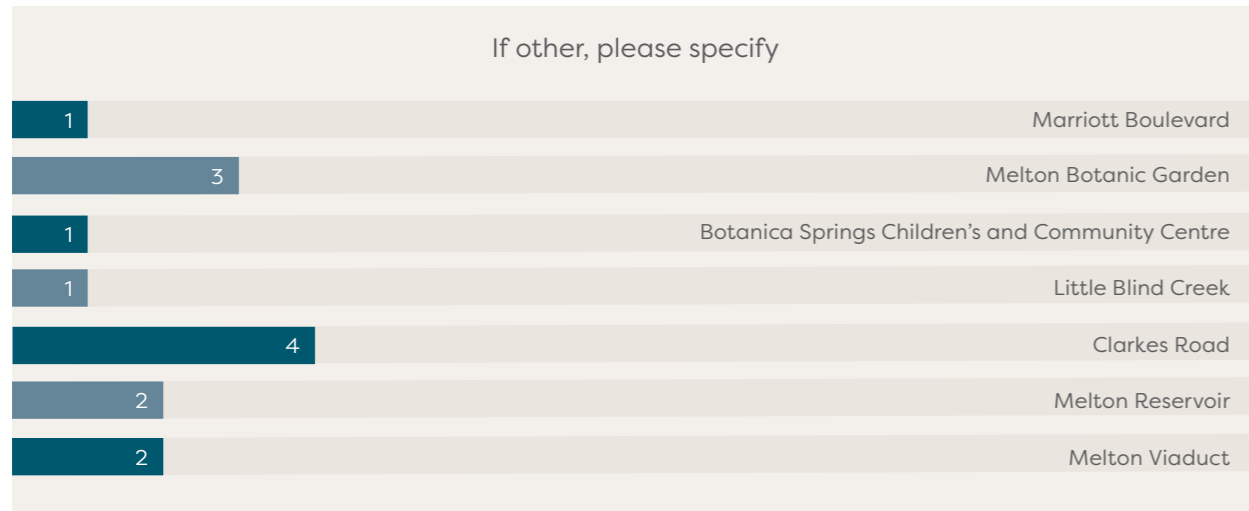 If other, please specify
1 Marriott Boulevard
3 Melton Botanic Garden
1 Botanica Springs Children’s and Community Centre
1 Little Blind Creek
4 Clarkes Road
2 Melton Reservoir
2 Melton Viaduct